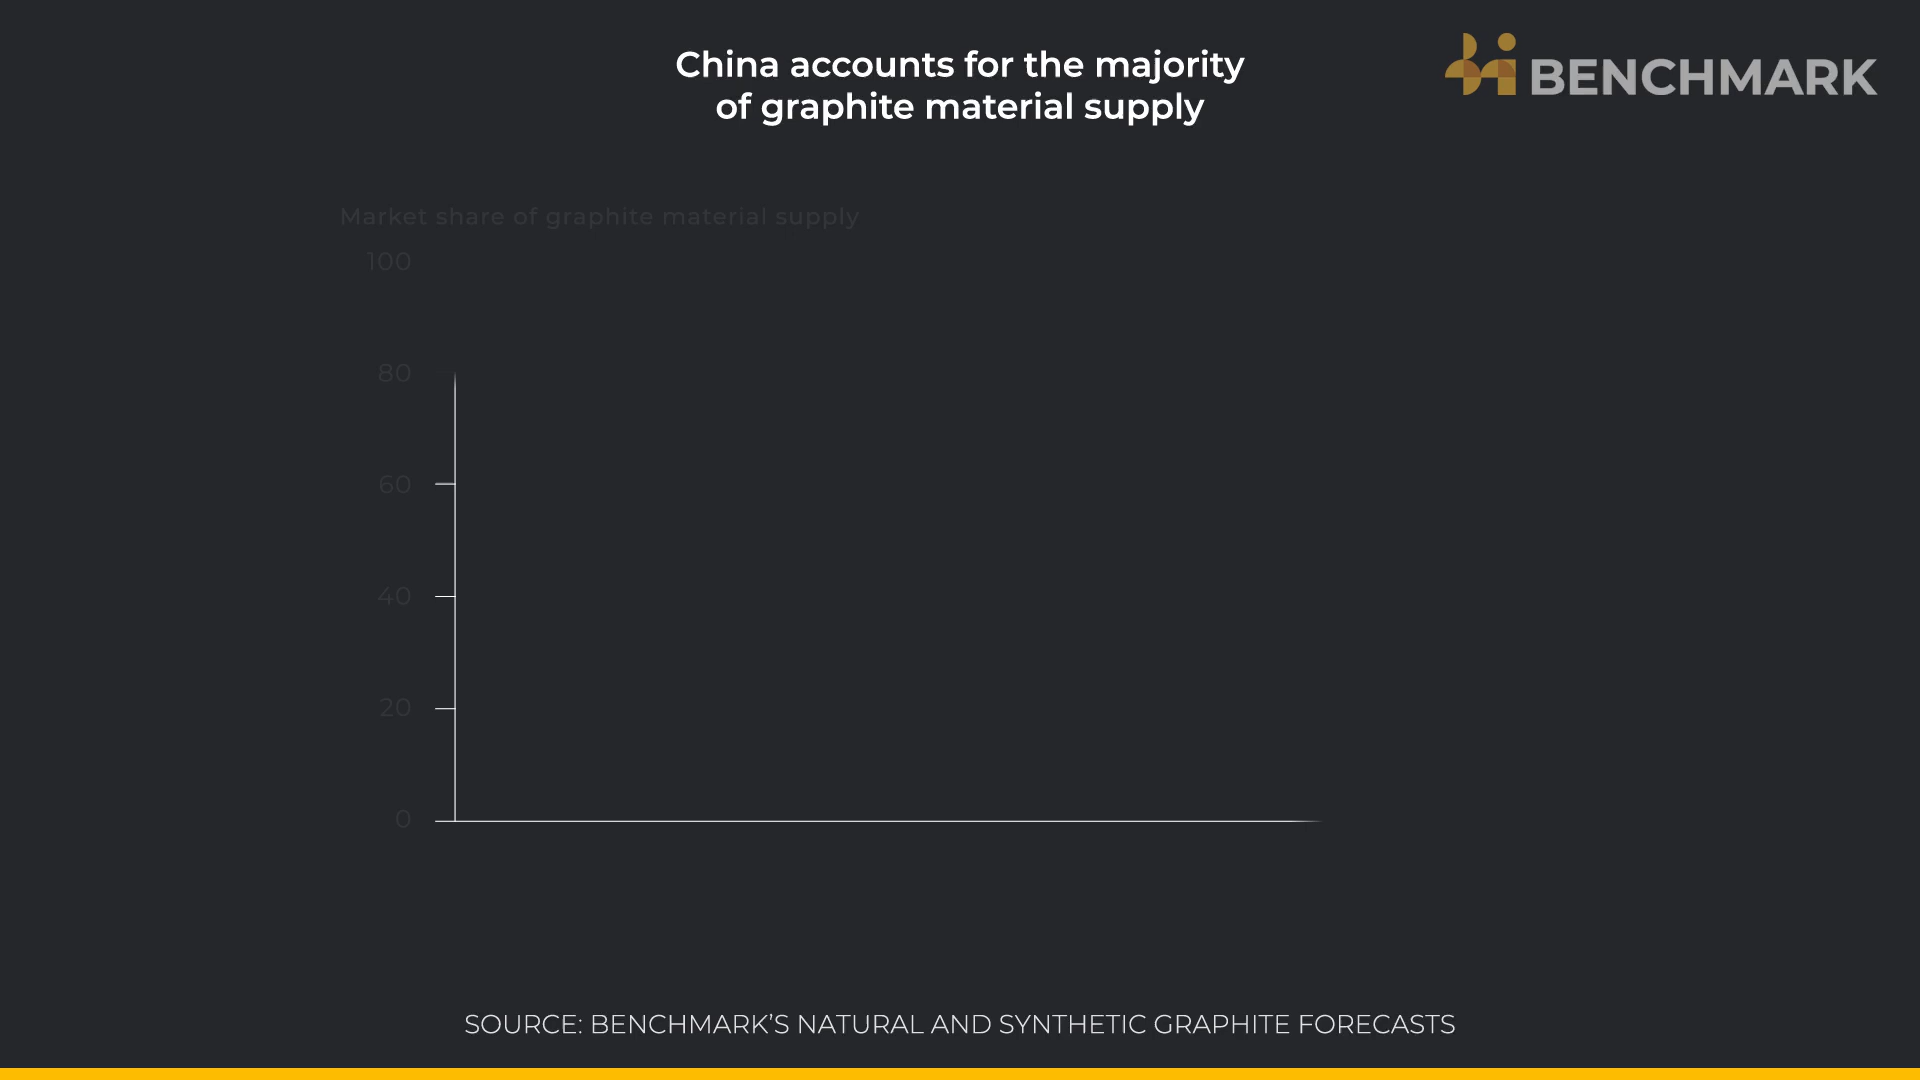 China accounts for the majority
of graphite material supply
BENCHMARK
Market share of graphite material supply
100
80
60
40
20
0
SOURCE: BENCHMARK’S NATURAL AND SYNTHETIC GRAPHITE FORECASTS